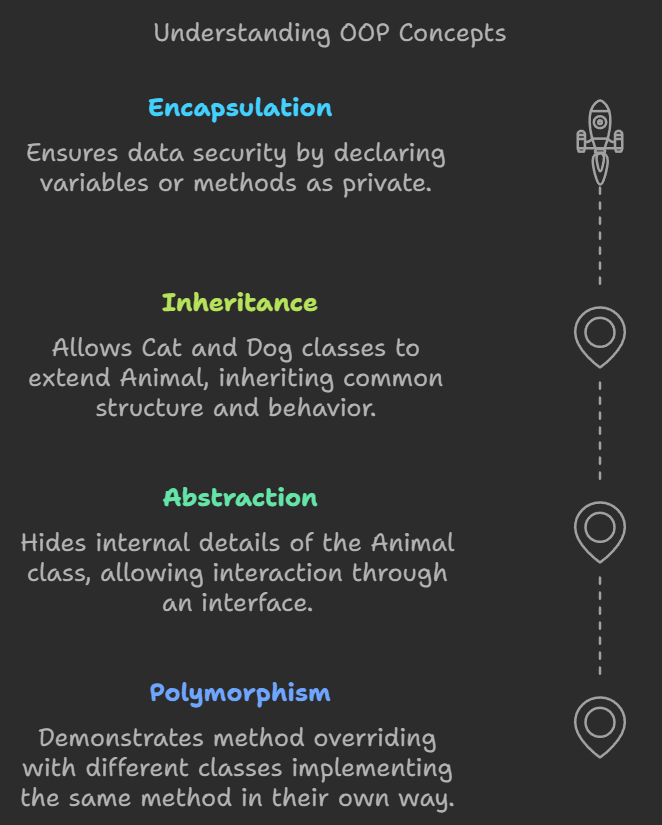 Understanding OOP Concepts
Encapsulation
Ensures data security by declaring
variables or methods as private.
Inheritance
Allows Cat and Dog classes to
extend Animal, inheriting common
structure and behavior.
Abstraction
Hides internal details of the Animal
class, allowing interaction through
an interface.
Polymorphism
Demonstrates method overriding
with different classes implementing
the same method in their own way.